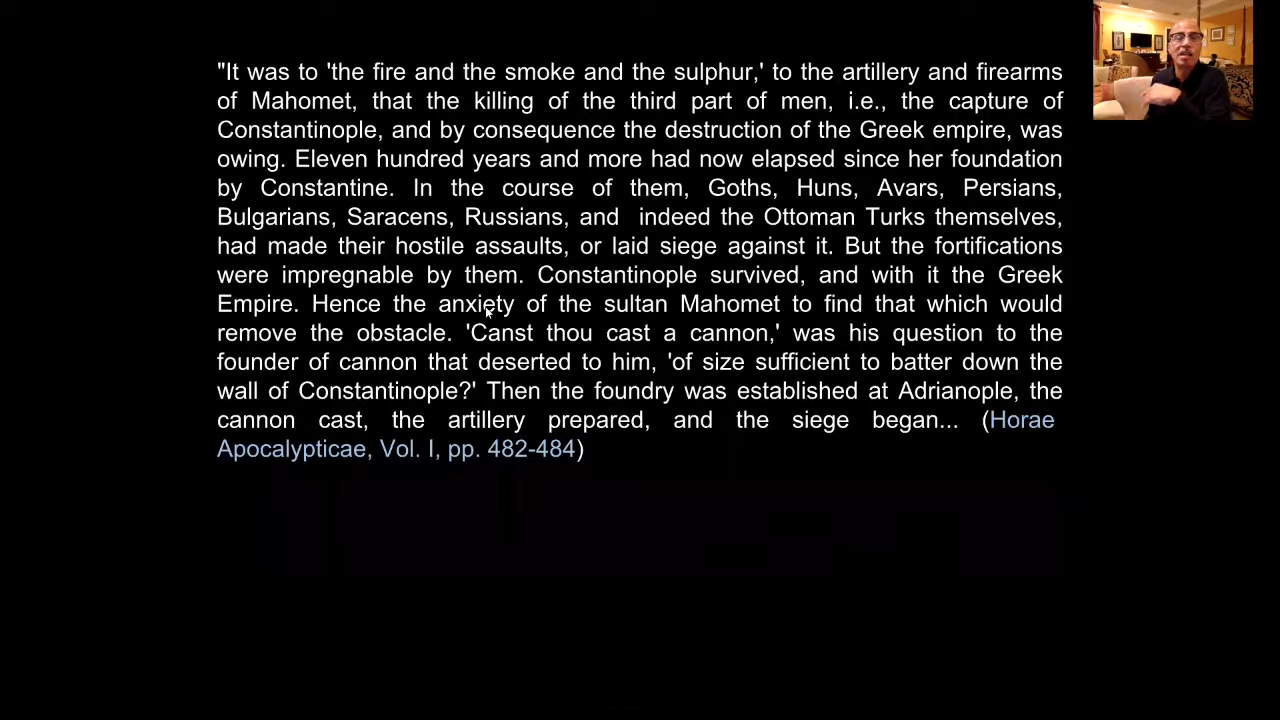 "It was to 'the fire and the smoke and the sulphur,' to the artillery and firearms
of Mahomet, that the killing of the third part of men, i.e., the capture of
Constantinople, and by consequence the destruction of the Greek empire, was
owing. Eleven hundred years and more had now elapsed since her foundation
by Constantine. In the course of them, Goths, Huns, Avars, Persians,
Bulgarians, Saracens, Russians, and indeed the Ottoman Turks themselves,
had made their hostile assaults, or laid siege against it. But the fortifications
were impregnable by them. Constantinople survived, and with it the Greek
Empire. Hence the anxiety of the sultan Mahomet to find that which would
remove the obstacle. 'Canst thou cast a cannon,' was his question to the
founder of cannon that deserted to him, 'of size sufficient to batter down the
wall of Constantinople?' Then the foundry was established at Adrianople, the
cannon cast, the artillery prepared, and the siege began... (Horae
Apocalypticae, Vol. I, pp. 482-484)